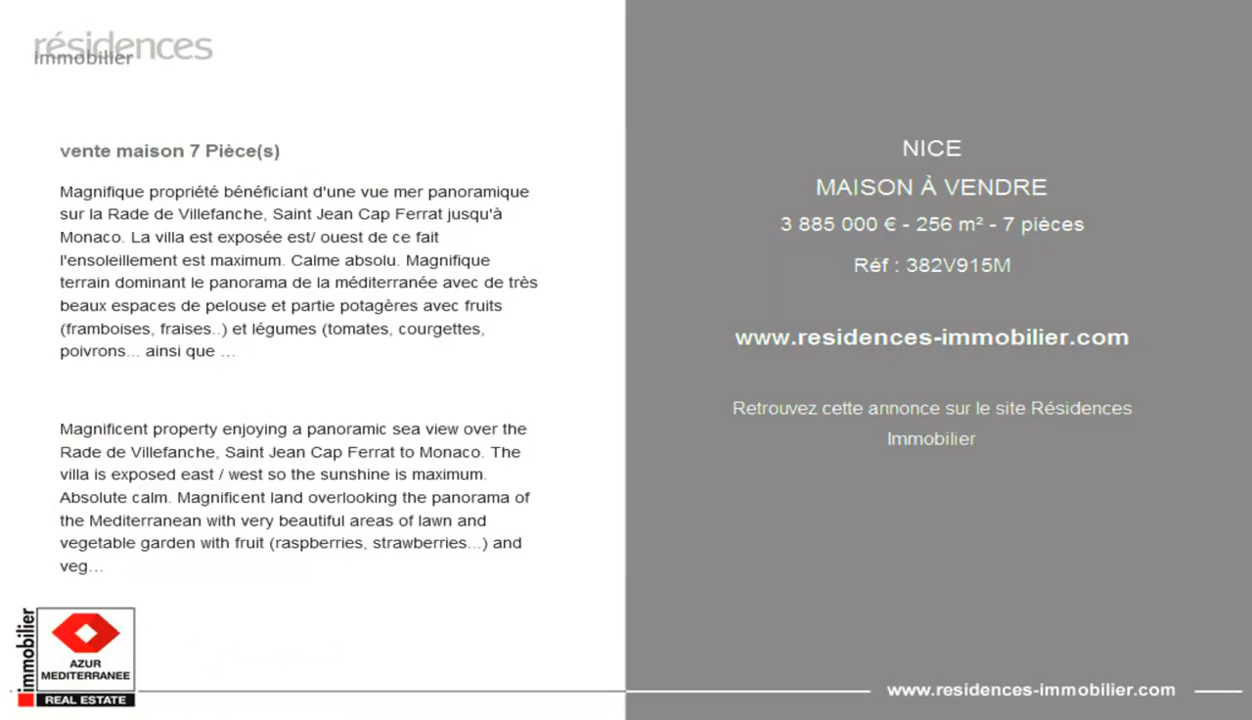 résidences
Immobilier
vente maison 7 Pièce(s)
Magnifique propriété bénéficiant d'une vue mer panoramique
sur la Rade de Villefanche, Saint Jean Cap Ferrat jusqu'à
Monaco. La villa est exposée est/ ouest de ce fait
l'ensoleillement est maximum. Calme absolu. Magnifique
terrain dominant le panorama de la méditerranée avec de très
beaux espaces de pelouse et partie potagères avec fruits
(framboises, fraises..) et légumes (tomates, courgettes,
poivrons... ainsi que ...
Magnificent property enjoying a panoramic sea view over the
Rade de Villefanche, Saint Jean Cap Ferrat to Monaco. The
villa is exposed east / west so the sunshine is maximum.
Absolute calm. Magnificent land overlooking the panorama of
the Mediterranean with very beautiful areas of lawn and
vegetable garden with fruit (raspberries, strawberries...) and
veg...
immobilier
AZUR
MEDITERRANEE
REAL ESTATE
NICE
MAISON À VENDRE
3 885 000 € - 256 m² - 7 pièces
Réf : 382V915M
www.residences-immobilier.com
Retrouvez cette annonce sur le site Résidences
Immobilier
www.residences-immobilier.com